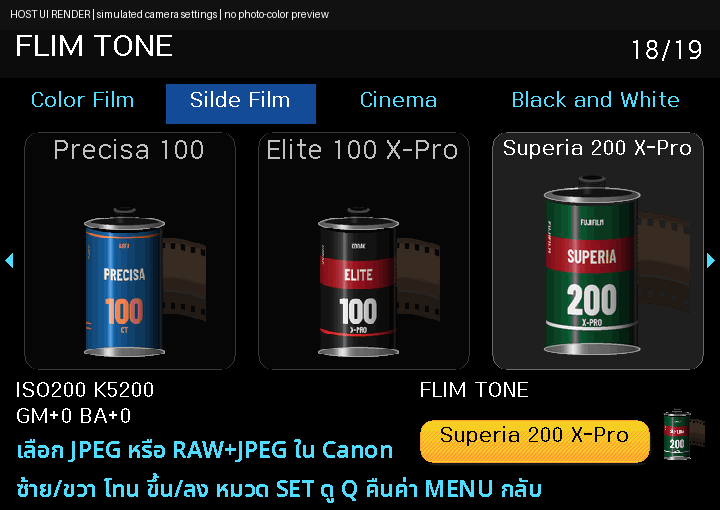 HOST UI RENDER | simulated camera settings | no photo-color preview
FLIM TONE
18/19
Color Film
Silde Film
Cinema
Black and White
Precisa 100
Elite 100 X-Pro
Superia 200 X-Pro
PRECISA
100
CT
KODAK
ELITE
100
X-PRO
FUJIFILM
FUJIFILM
SUPERIA
200
X-PRO
ISO200 K5200
GM+0 BA+0
FLIM TONE
Superia 200 X-Pro
SUPERIA
200
เลือก JPEG หรือ RAW+JPEG ใน Canon
ซ้าย/ขวา โทน ขึ้น/ลง หมวด SET ดู Q คืนค่า MENU กลับ